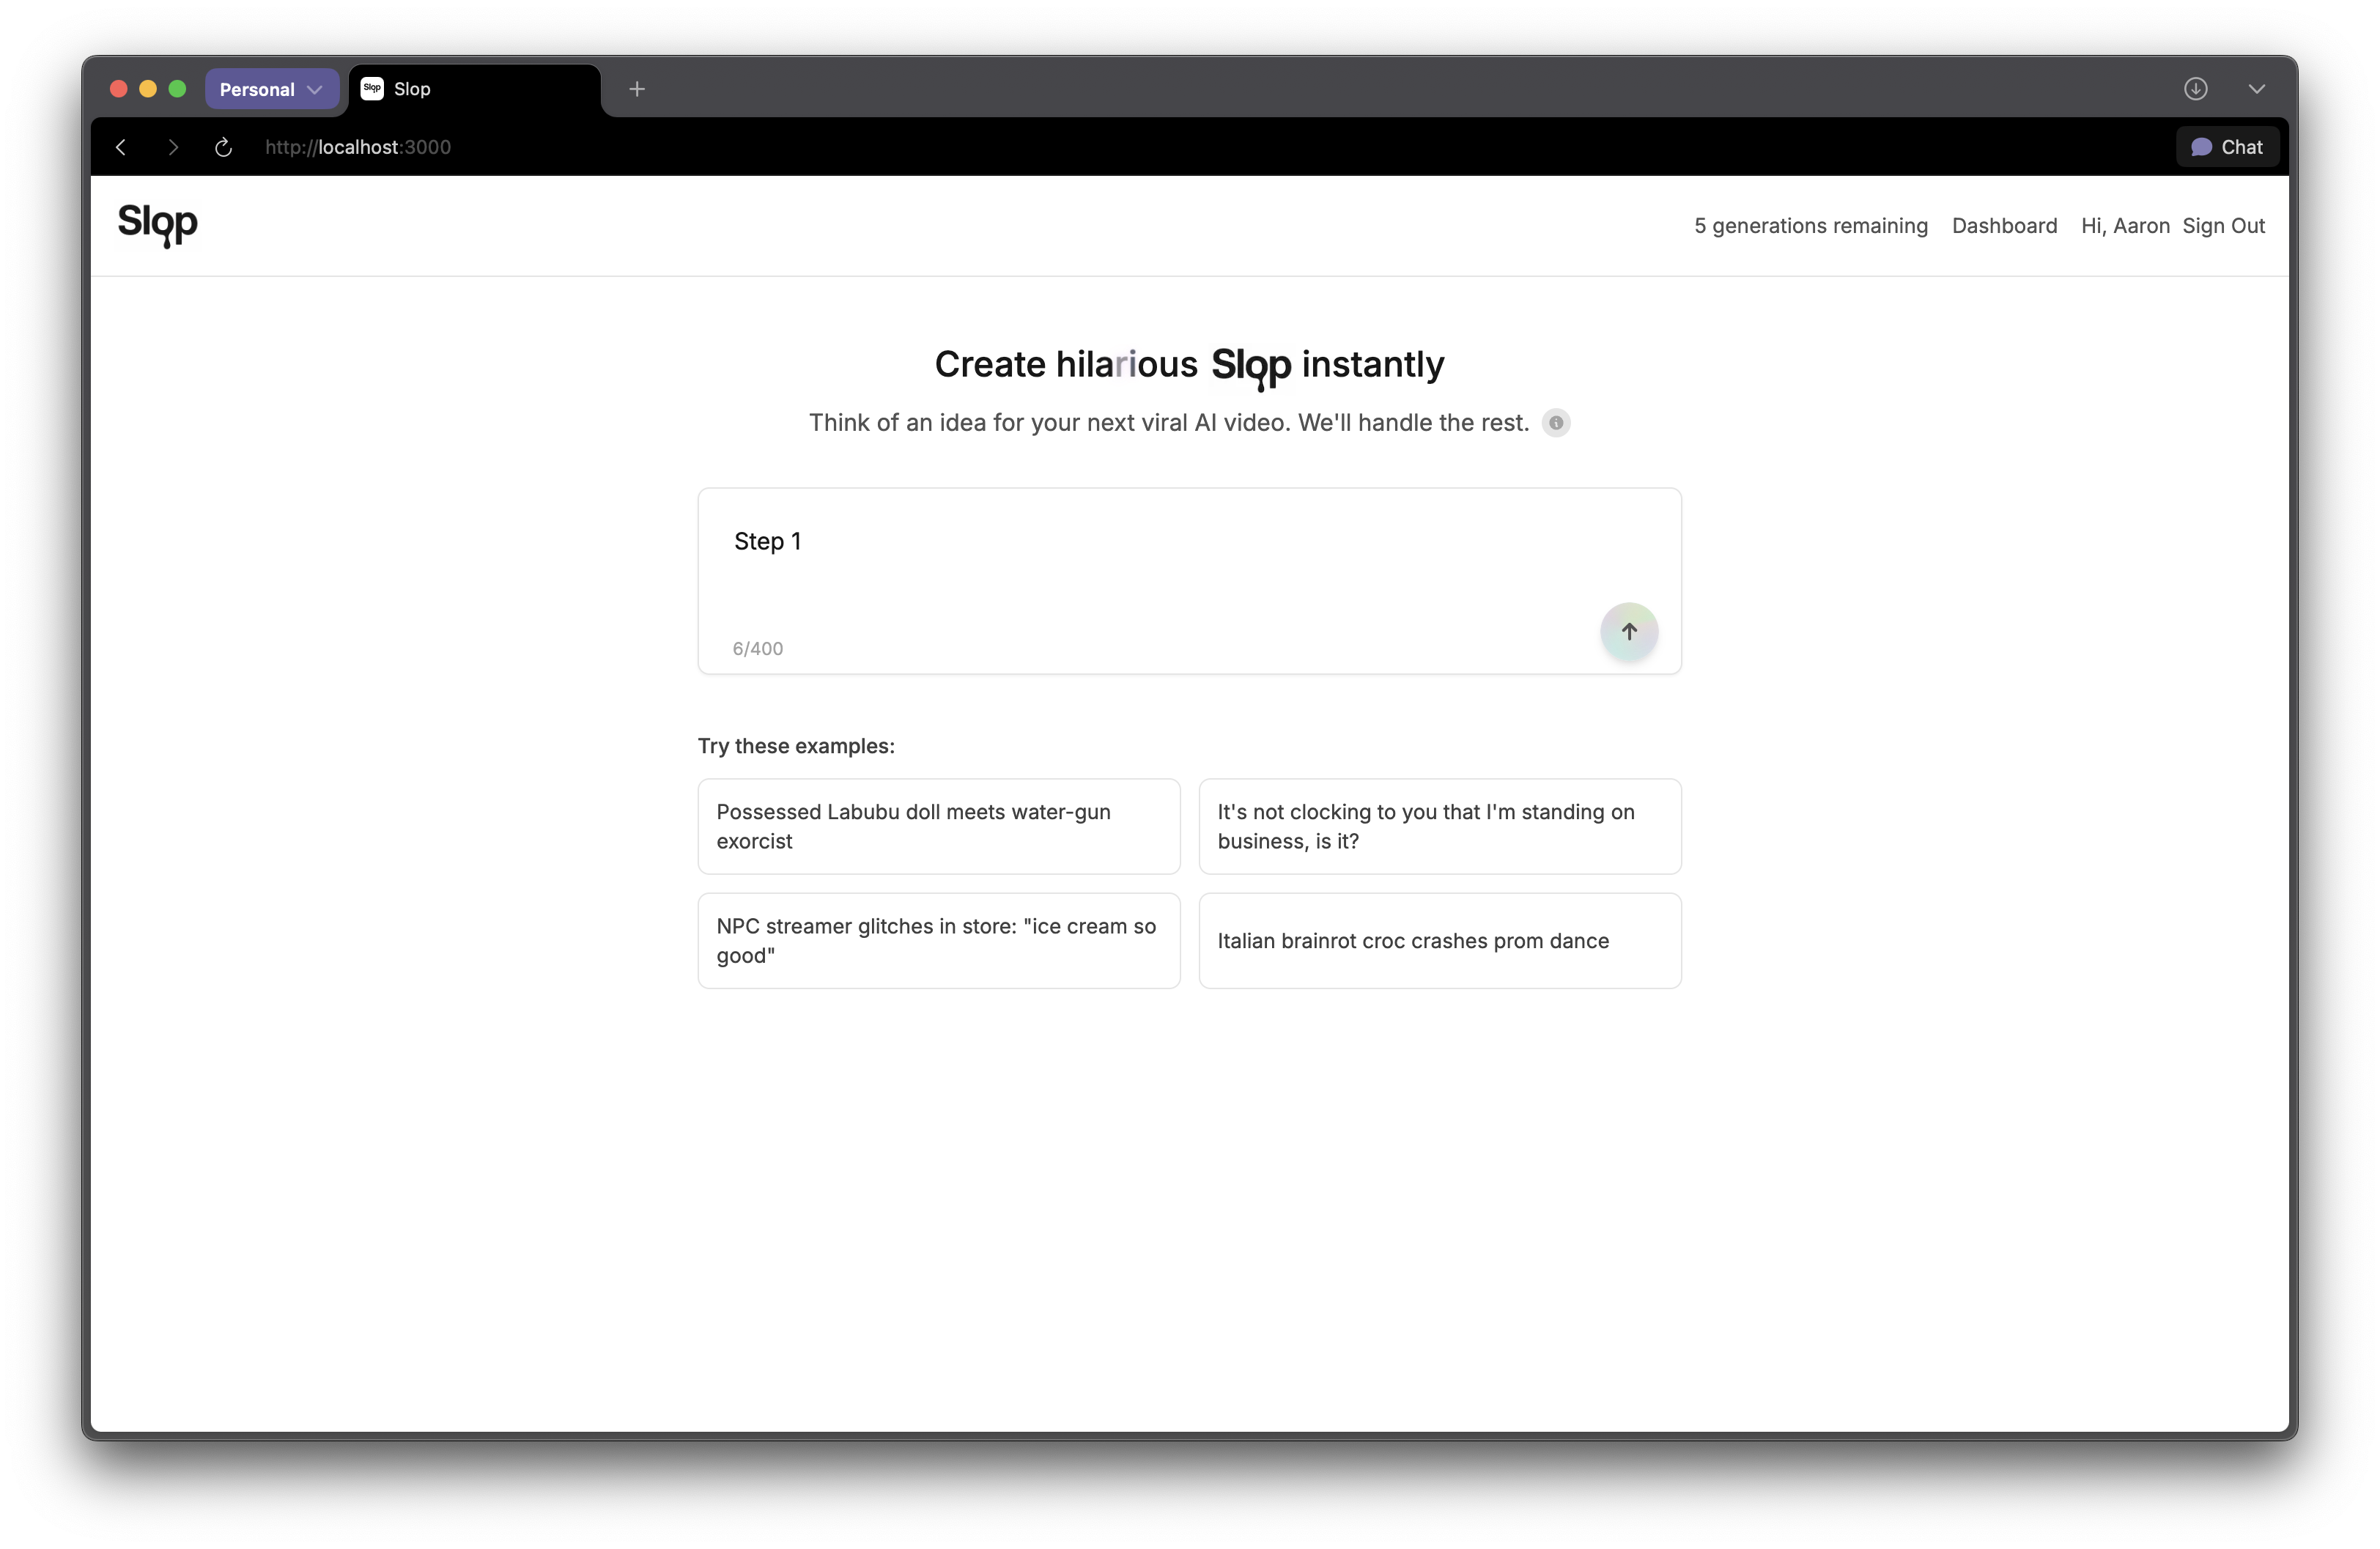 Personal
Slop
Slop
http://localhost:3000
Chat
Slop
5 generations remaining
Dashboard
Hi, Aaron
Sign Out
Create hilarious Slop instantly
Think of an idea for your next viral AI video. We'll handle the rest.
Step 1
6/400
Try these examples:
Possessed Labubu doll meets water-gun
exorcist
It's not clocking to you that I'm standing on
business, is it?
NPC streamer glitches in store: "ice cream so
good"
Italian brainrot croc crashes prom dance